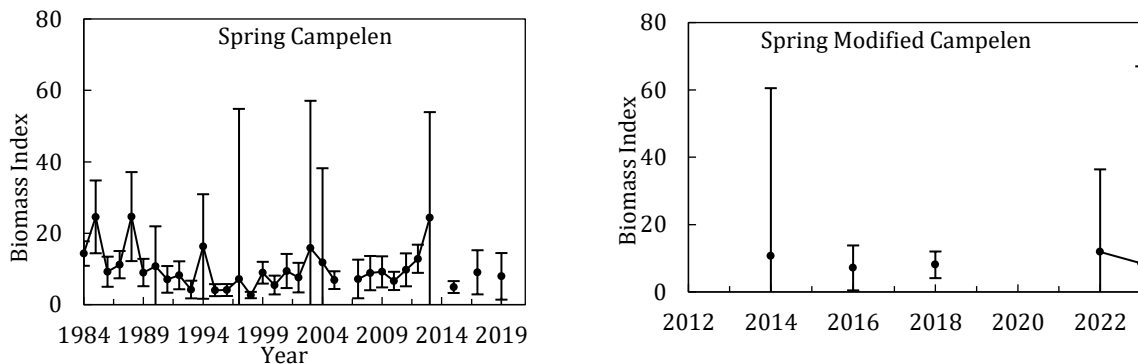 Spring Campelen
Biomass Index
80
60
40
20
0
1984 1989 1994 1999 2004 2009 2014 2019
Year
Spring Modified Campelen
Biomass Index
80
60
40
20
0
2012 2014 2016 2018 2020 2022